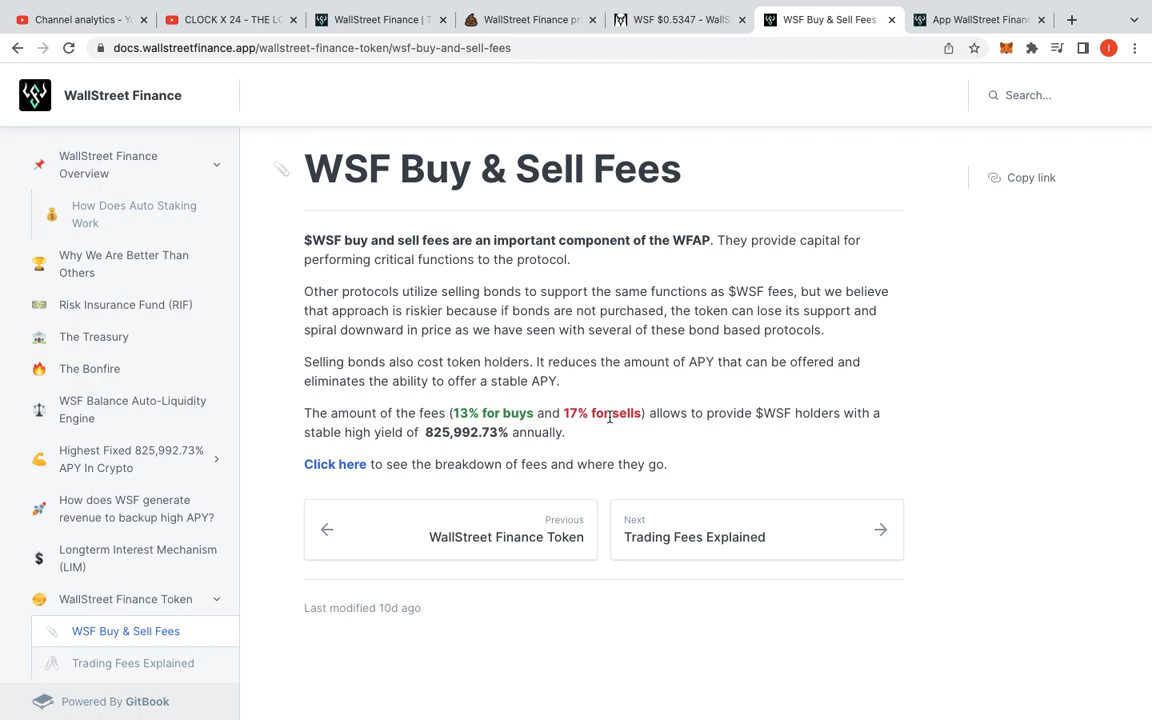 Channel analytics - Yo
CLOCK X 24 - THE LO
WallStreet Finance | T
WallStreet Finance pr
WSF $0.5347 - WallS
WSF Buy & Sell Fees
App WallStreet Financ
docs.wallstreetfinance.app/wallstreet-finance-token/wsf-buy-and-sell-fees
I
WallStreet Finance
Search...
WallStreet Finance
Overview
How Does Auto Staking
Work
Why We Are Better Than
Others
Risk Insurance Fund (RIF)
The Treasury
The Bonfire
WSF Balance Auto-Liquidity
Engine
Highest Fixed 825,992.73%
APY In Crypto
How does WSF generate
revenue to backup high APY?
Longterm Interest Mechanism
(LIM)
WallStreet Finance Token
WSF Buy & Sell Fees
Trading Fees Explained
Powered By GitBook
WSF Buy & Sell Fees
Copy link
$WSF buy and sell fees are an important component of the WFAP. They provide capital for
performing critical functions to the protocol.
Other protocols utilize selling bonds to support the same functions as $WSF fees, but we believe
that approach is riskier because if bonds are not purchased, the token can lose its support and
spiral downward in price as we have seen with several of these bond based protocols.
Selling bonds also cost token holders. It reduces the amount of APY that can be offered and
eliminates the ability to offer a stable APY.
The amount of the fees (13% for buys and 17% for sells) allows to provide $WSF holders with a
stable high yield of 825,992.73% annually.
Click here to see the breakdown of fees and where they go.
Previous
WallStreet Finance Token
Next
Trading Fees Explained
Last modified 10d ago